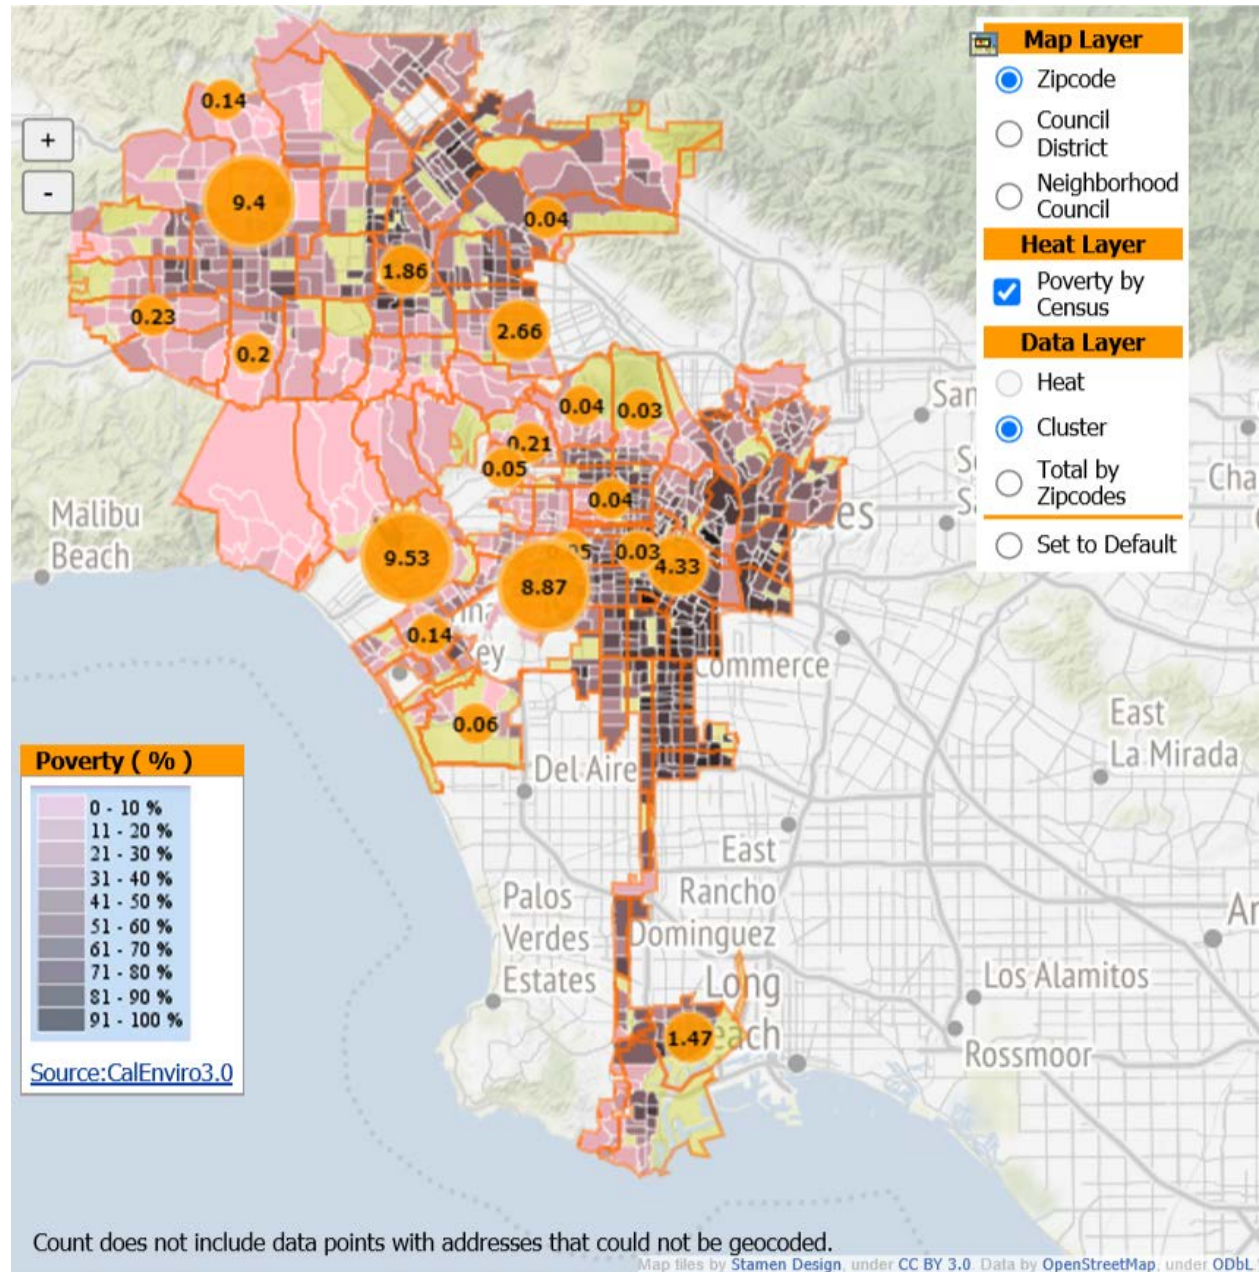 Map Layer
Zipcode
Council
District
Neighborhood
Council
Heat Layer
Poverty by
Census
Data Layer
Heat
Cluster
Total by
Zipcodes
Set to Default
+
-
0.14
9.4
0.04
1.86
0.23
2.66
0.2
0.04
0.03
0.21
0.05
0.04
9.53
0.03
4.33
8.87
0.14
0.06
1.47
San
Cha
es
Malibu
Beach
ey
Commerce
East
La Mirada
Del Aire
East
Rancho
Dominguez
Palos
Verdes
Estates
Long
each
Los Alamitos
Rossmoor
Poverty ( % )
0 - 10 %
11 - 20 %
21 - 30 %
31 - 40 %
41 - 50 %
51 - 60 %
61 - 70 %
71 - 80 %
81 - 90 %
91 - 100 %
Source:CalEnviro3.0
Count does not include data points with addresses that could not be geocoded.
Map tiles by Stamen Design, under CC BY 3.0. Data by OpenStreetMap, under ODbL